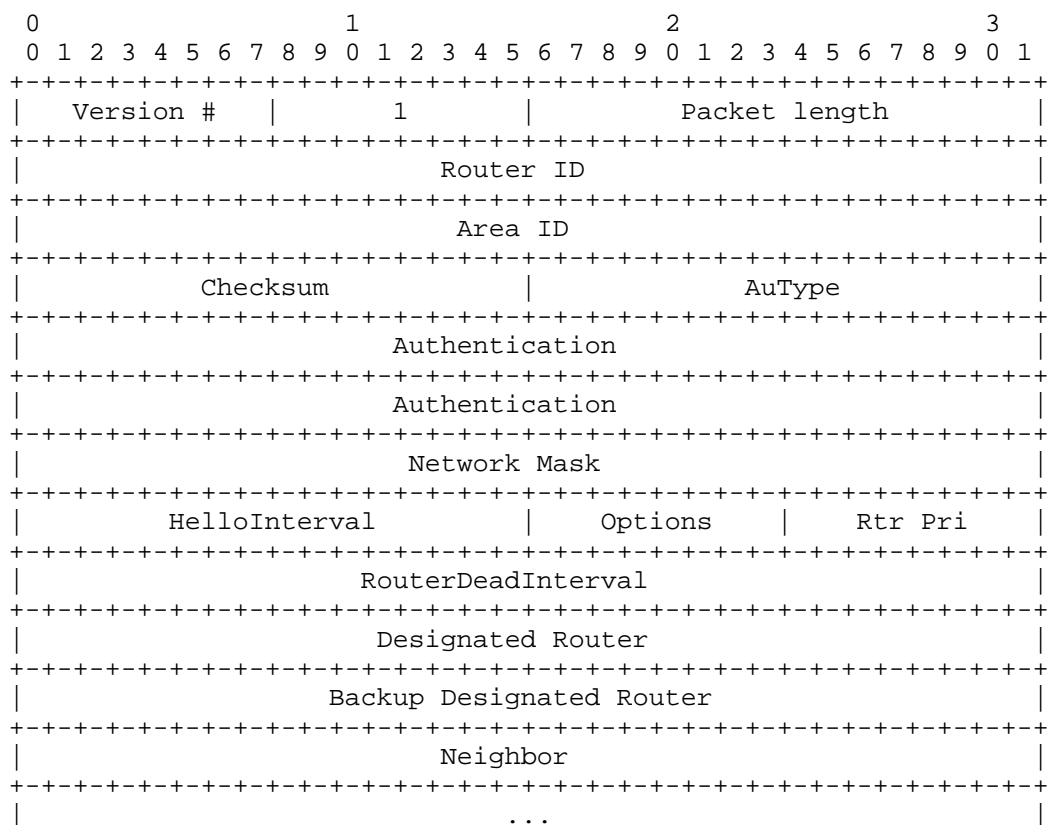 0                   1                   2                   3
 0 1 2 3 4 5 6 7 8 9 0 1 2 3 4 5 6 7 8 9 0 1 2 3 4 5 6 7 8 9 0 1
+-+-+-+-+-+-+-+-+-+-+-+-+-+-+-+-+-+-+-+-+-+-+-+-+-+-+-+-+-+-+-+-+
|   Version #   |       1       |         Packet length         |
+-+-+-+-+-+-+-+-+-+-+-+-+-+-+-+-+-+-+-+-+-+-+-+-+-+-+-+-+-+-+-+-+
|                          Router ID                            |
+-+-+-+-+-+-+-+-+-+-+-+-+-+-+-+-+-+-+-+-+-+-+-+-+-+-+-+-+-+-+-+-+
|                           Area ID                             |
+-+-+-+-+-+-+-+-+-+-+-+-+-+-+-+-+-+-+-+-+-+-+-+-+-+-+-+-+-+-+-+-+
|           Checksum            |             AuType            |
+-+-+-+-+-+-+-+-+-+-+-+-+-+-+-+-+-+-+-+-+-+-+-+-+-+-+-+-+-+-+-+-+
|                       Authentication                          |
+-+-+-+-+-+-+-+-+-+-+-+-+-+-+-+-+-+-+-+-+-+-+-+-+-+-+-+-+-+-+-+-+
|                       Authentication                          |
+-+-+-+-+-+-+-+-+-+-+-+-+-+-+-+-+-+-+-+-+-+-+-+-+-+-+-+-+-+-+-+-+
|                        Network Mask                           |
+-+-+-+-+-+-+-+-+-+-+-+-+-+-+-+-+-+-+-+-+-+-+-+-+-+-+-+-+-+-+-+-+
|         HelloInterval         |    Options    |    Rtr Pri    |
+-+-+-+-+-+-+-+-+-+-+-+-+-+-+-+-+-+-+-+-+-+-+-+-+-+-+-+-+-+-+-+-+
|                     RouterDeadInterval                        |
+-+-+-+-+-+-+-+-+-+-+-+-+-+-+-+-+-+-+-+-+-+-+-+-+-+-+-+-+-+-+-+-+
|                      Designated Router                        |
+-+-+-+-+-+-+-+-+-+-+-+-+-+-+-+-+-+-+-+-+-+-+-+-+-+-+-+-+-+-+-+-+
|                   Backup Designated Router                    |
+-+-+-+-+-+-+-+-+-+-+-+-+-+-+-+-+-+-+-+-+-+-+-+-+-+-+-+-+-+-+-+-+
|                          Neighbor                             |
+-+-+-+-+-+-+-+-+-+-+-+-+-+-+-+-+-+-+-+-+-+-+-+-+-+-+-+-+-+-+-+-+
|                              ...                              |